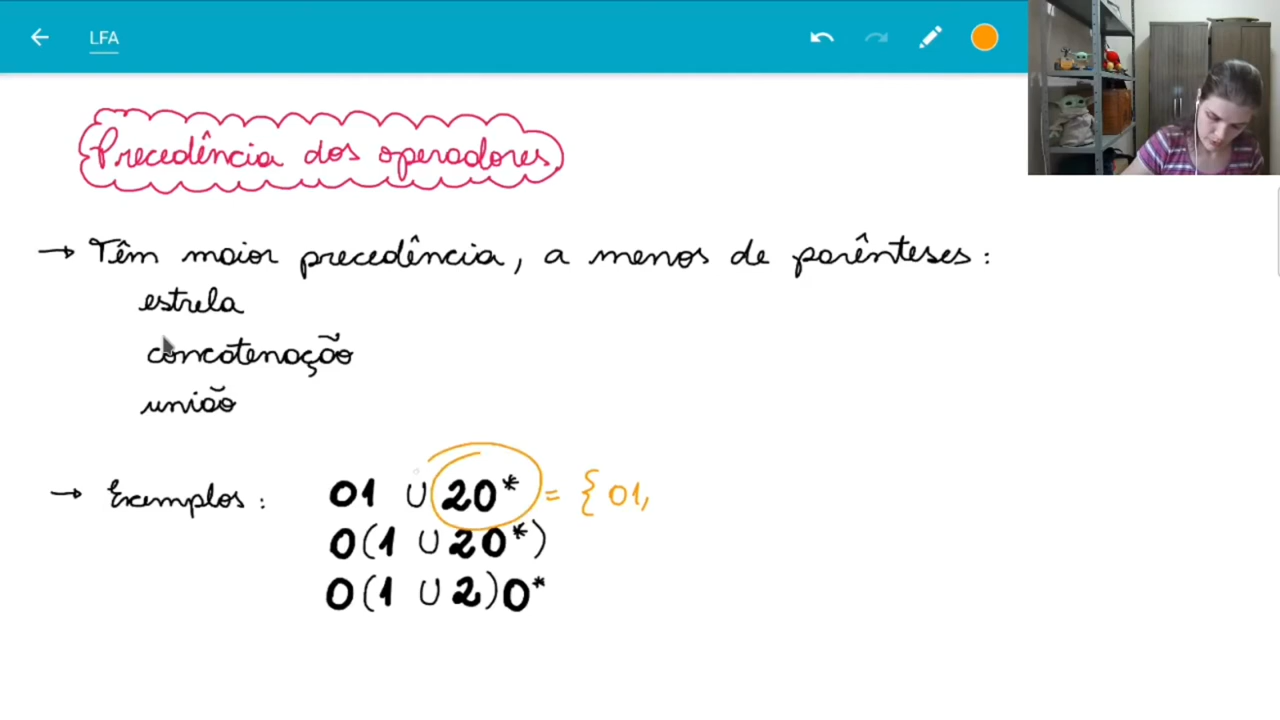 LFA
Precedência dos operadores
→ Têm maior precedência, a menos de parênteses:
estrela
concatenação
união
→ Exemplos: 01 ∪ 20* = {01,
0(1 ∪ 20*)
0(1 ∪ 2)0*